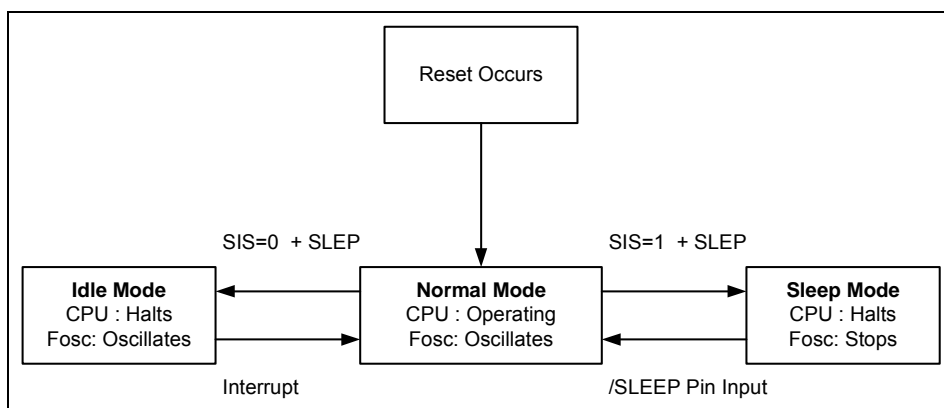 Reset Occurs
SIS=0 + SLEP
SIS=1 + SLEP
Idle Mode
CPU : Halts
Fosc: Oscillates
Normal Mode
CPU : Operating
Fosc: Oscillates
Sleep Mode
CPU : Halts
Fosc: Stops
Interrupt
/SLEEP Pin Input